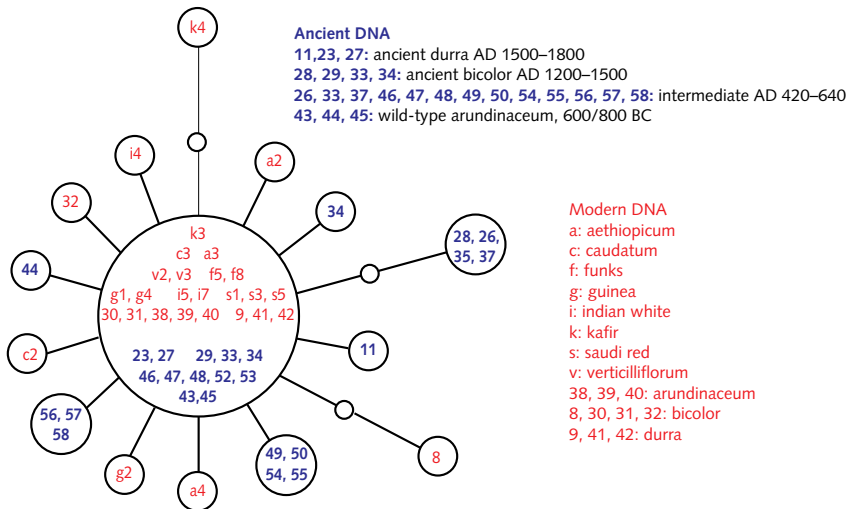 k4
Ancient DNA
11,23, 27: ancient durra AD 1500–1800
28, 29, 33, 34: ancient bicolor AD 1200–1500
26, 33, 37, 46, 47, 48, 49, 50, 54, 55, 56, 57, 58: intermediate AD 420–640
43, 44, 45: wild-type arundinaceum, 600/800 BC
i4
a2
32
34
28, 26,
35, 37
44
k3
c3 a3
v2, v3 f5, f8
g1, g4 i5, i7 s1, s3, s5
30, 31, 38, 39, 40 9, 41, 42
23, 27 29, 33, 34
46, 47, 48, 52, 53
43,45
c2
11
56, 57
58
g2
a4
49, 50
54, 55
8
Modern DNA
a: aethiopicum
c: caudatum
f: funks
g: guinea
i: indian white
k: kafir
s: saudi red
v: verticilliflorum
38, 39, 40: arundinaceum
8, 30, 31, 32: bicolor
9, 41, 42: durra